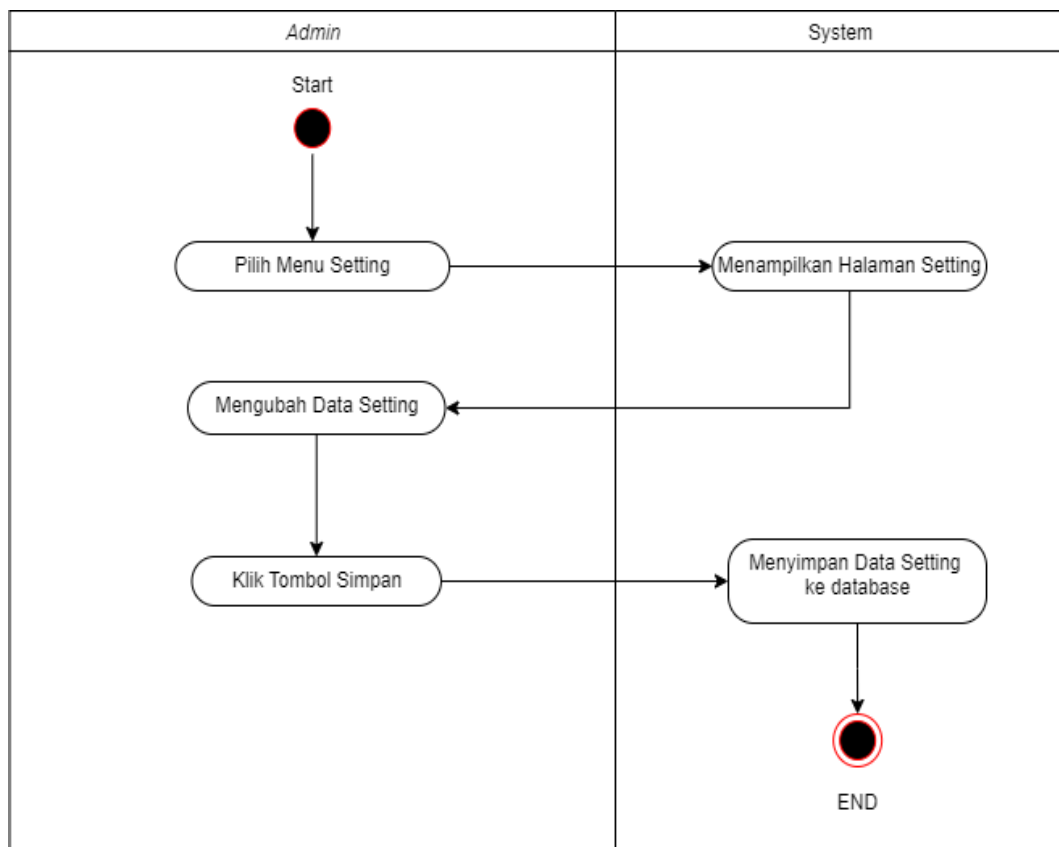 Admin
System
Start
Pilih Menu Setting
Menampilkan Halaman Setting
Mengubah Data Setting
Klik Tombol Simpan
Menyimpan Data Setting
ke database
END